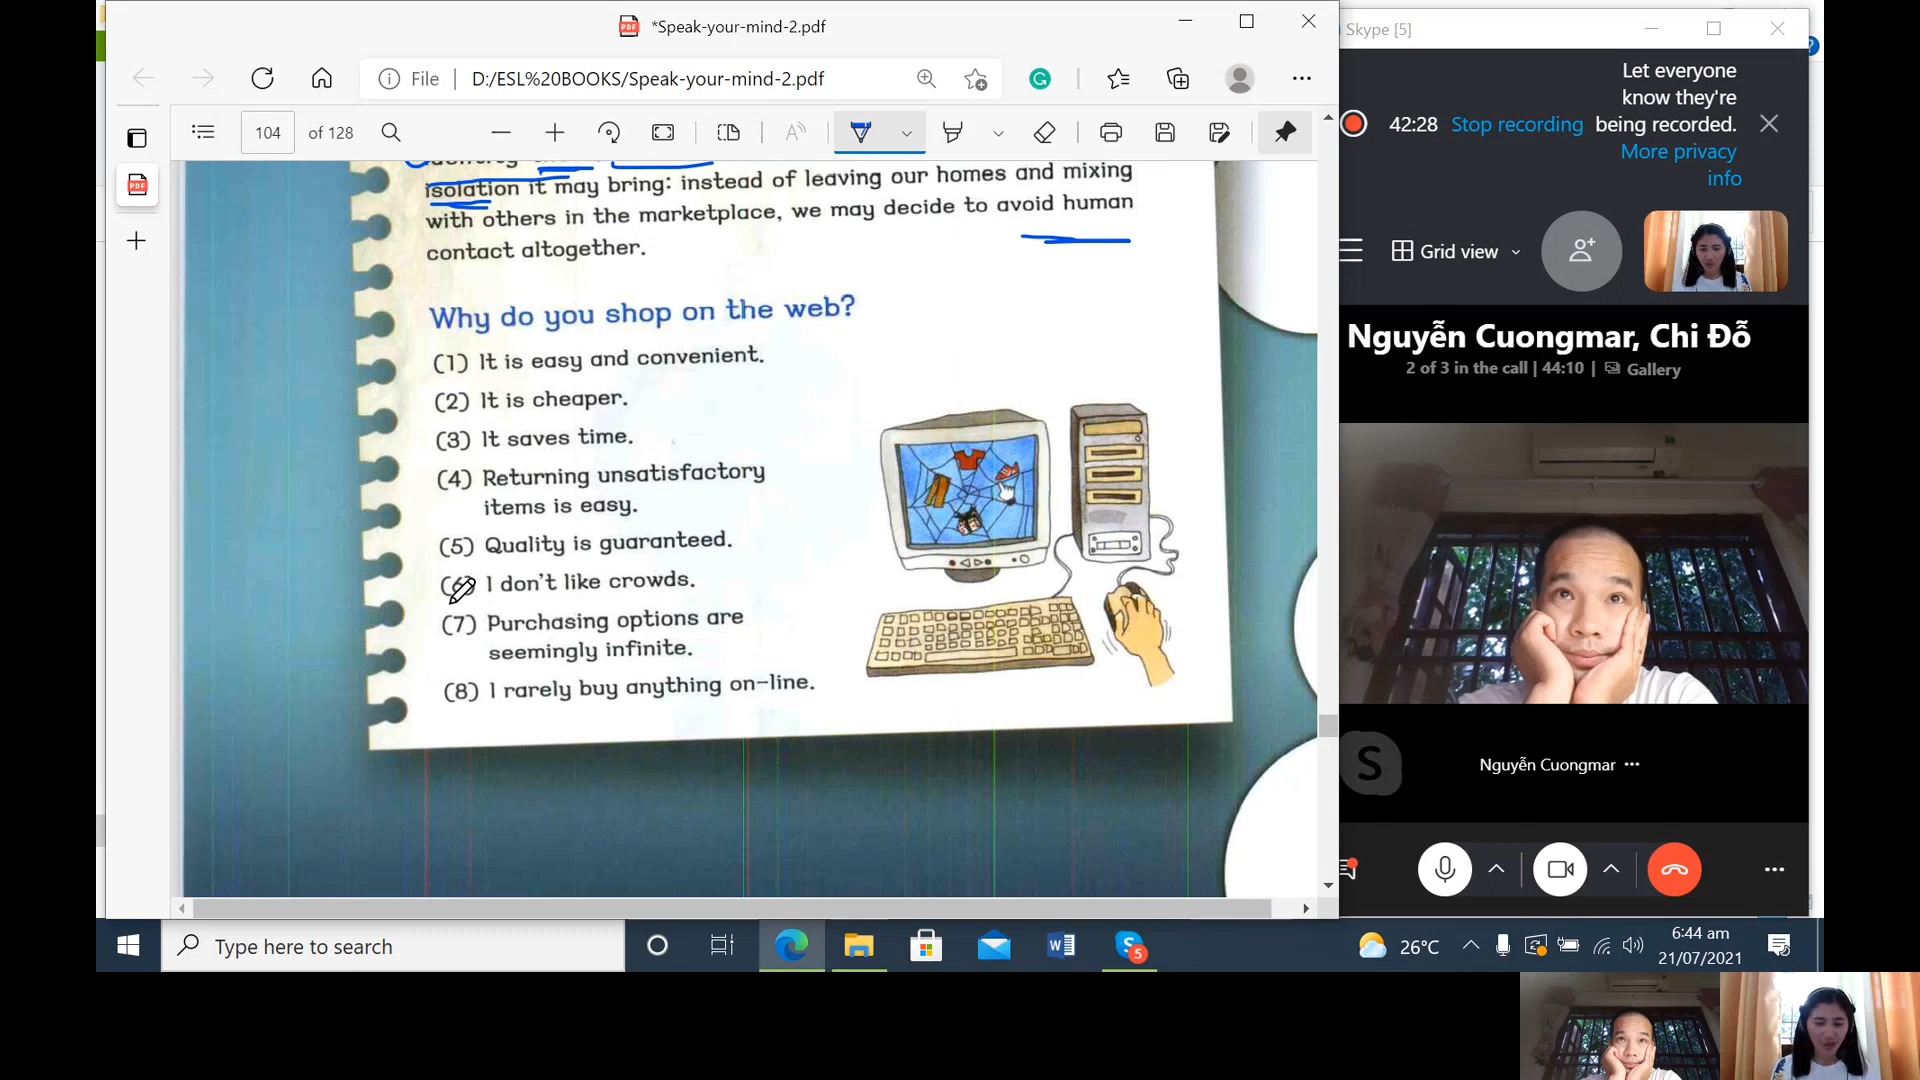 *Speak-your-mind-2.pdf
File
D:/ESL%20BOOKS/Speak-your-mind-2.pdf
104 of 128
isolation it may bring: instead of leaving our homes and mixing
with others in the marketplace, we may decide to avoid human
contact altogether.
Why do you shop on the web?
(1) It is easy and convenient.
(2) It is cheaper.
(3) It saves time.
(4) Returning unsatisfactory
items is easy.
(5) Quality is guaranteed.
(6) I don't like crowds.
(7) Purchasing options are
seemingly infinite.
(8) I rarely buy anything on-line.
Skype [5]
42:28 Stop recording
Let everyone
know they're
being recorded.
More privacy
info
Grid view
Nguyễn Cuongmar, Chi Đỗ
2 of 3 in the call | 44:10 | Gallery
S
Nguyễn Cuongmar
Type here to search
5
26°C
6:44 am
21/07/2021